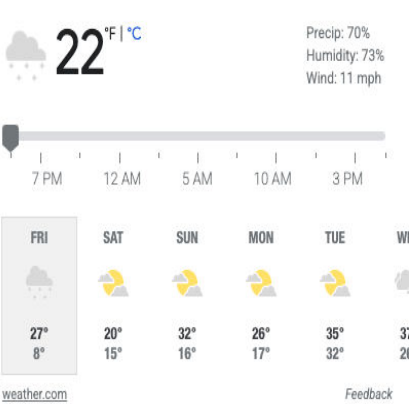 22 °F | °C
Precip: 70%
Humidity: 73%
Wind: 11 mph
7 PM 12 AM 5 AM 10 AM 3 PM
FRI SAT SUN MON TUE
27° 20° 32° 26° 35°
8° 15° 16° 17° 32°
weather.com Feedback